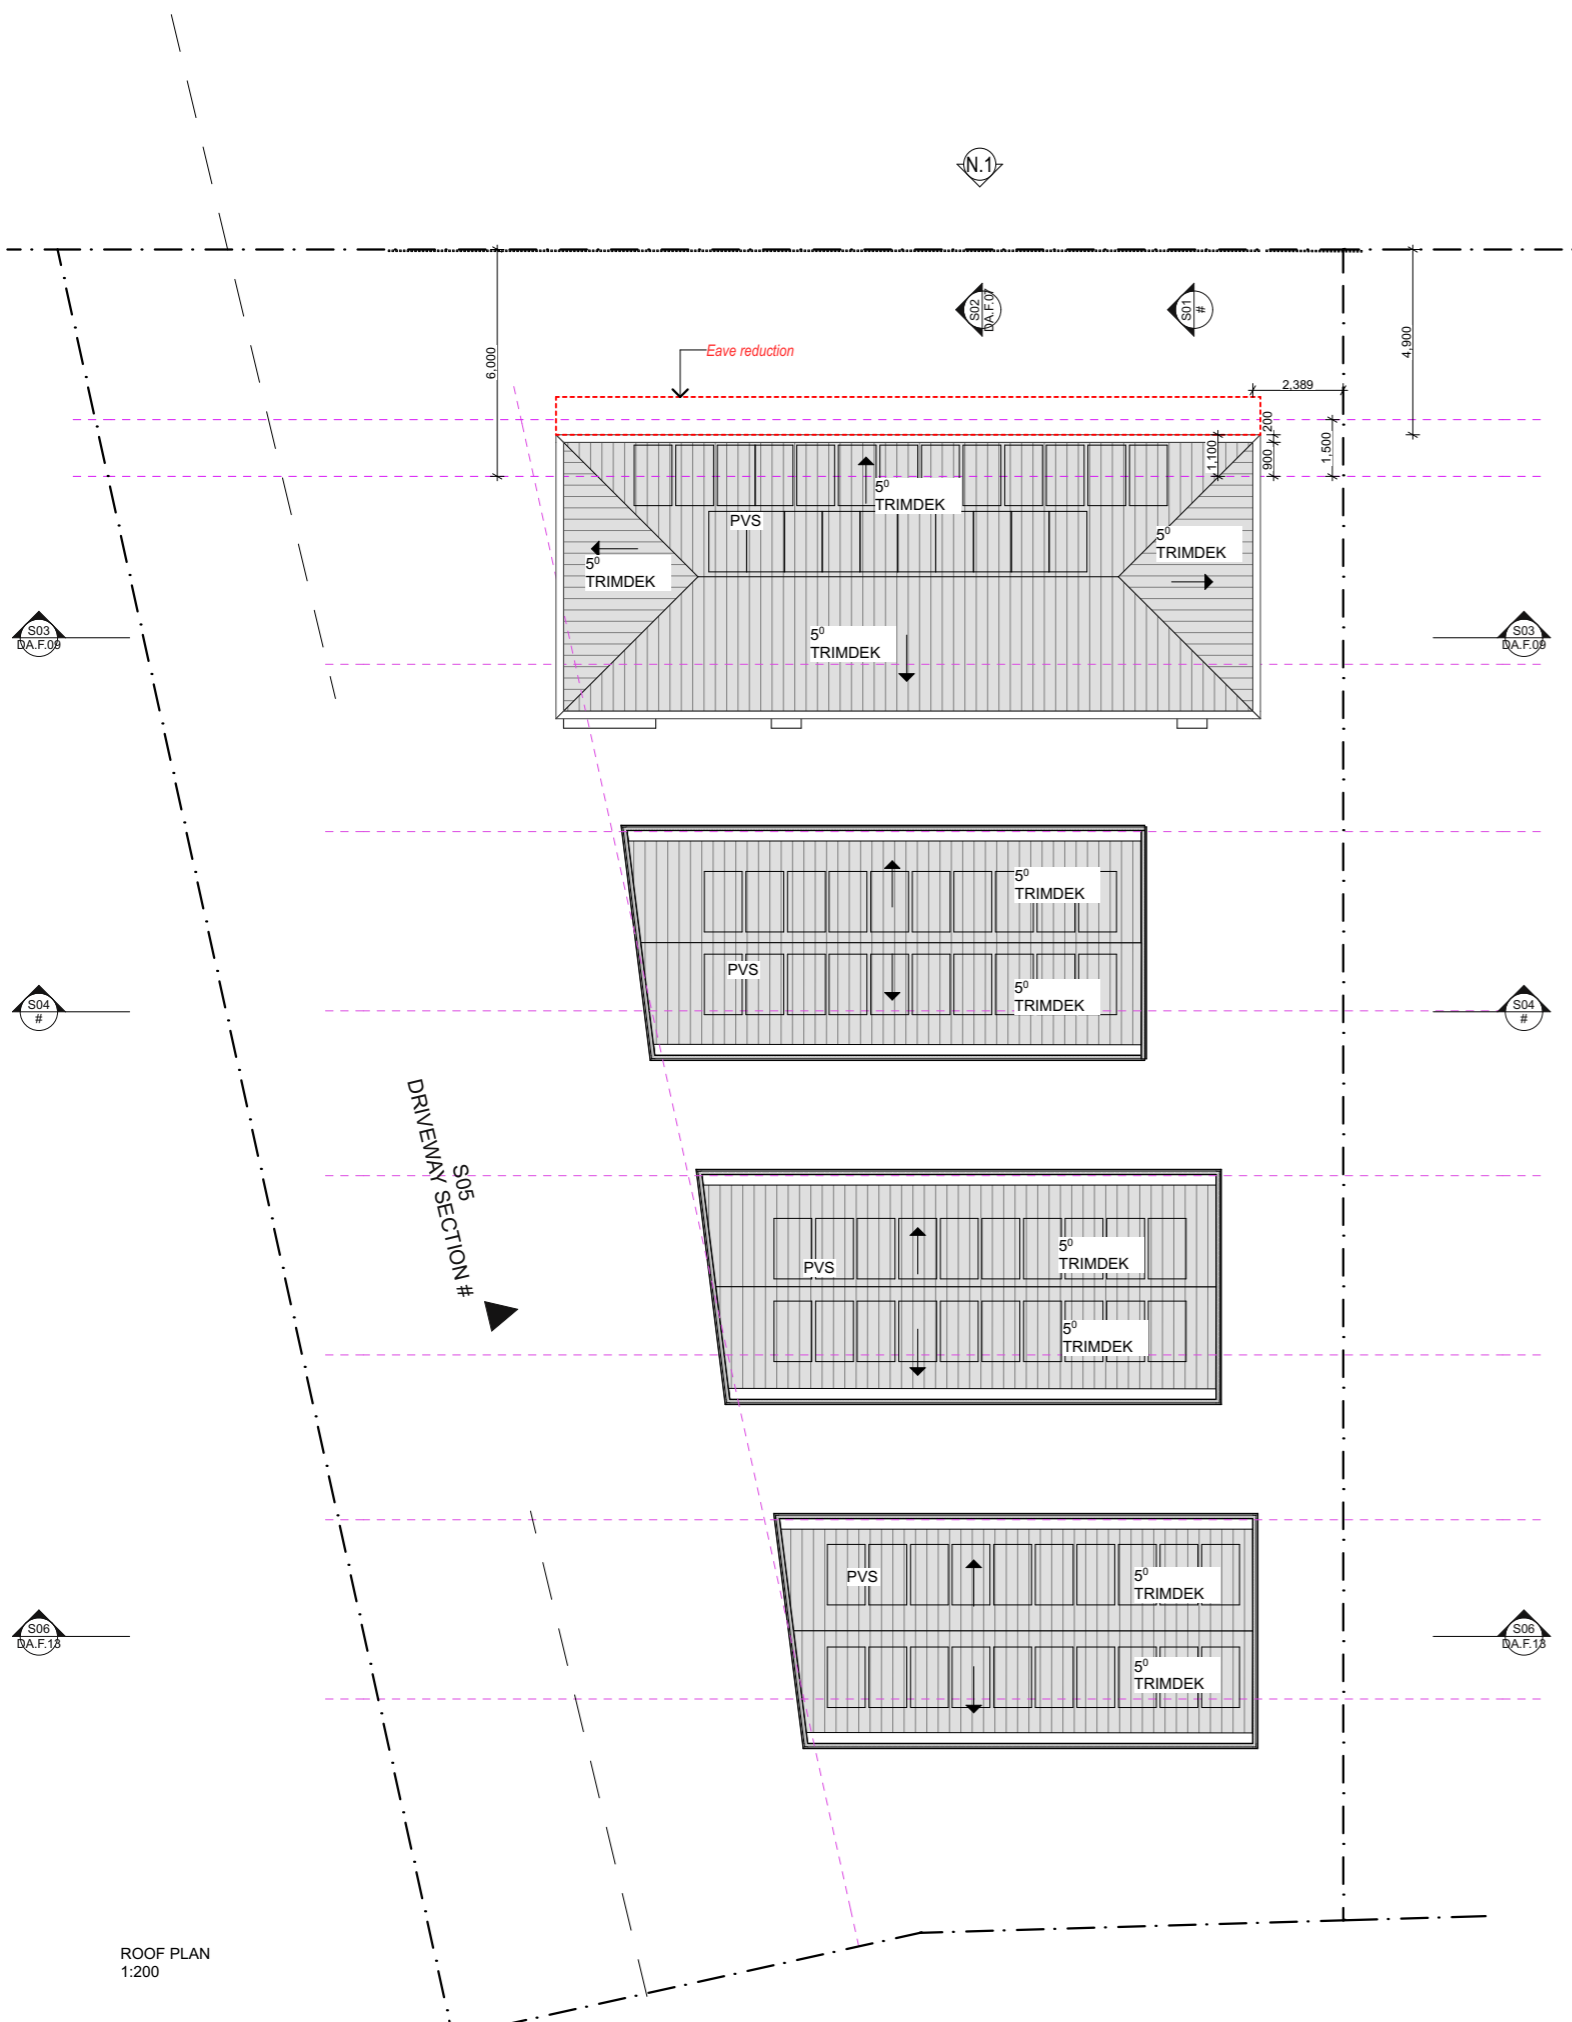 N.1
S02
DA.F.07
S01
#
6,000
Eave reduction
4,900
2,389
200
1,100
900
1,500
5⁰
TRIMDEK
PVS
5⁰
TRIMDEK
5⁰
TRIMDEK
5⁰
TRIMDEK
S03
DA.F.09
S03
DA.F.09
5⁰
TRIMDEK
PVS
5⁰
TRIMDEK
S04
#
S04
#
S05
DRIVEWAY SECTION #
5⁰
TRIMDEK
PVS
5⁰
TRIMDEK
PVS
5⁰
TRIMDEK
5⁰
TRIMDEK
S06
DA.F.13
S06
DA.F.13
ROOF PLAN
1:200